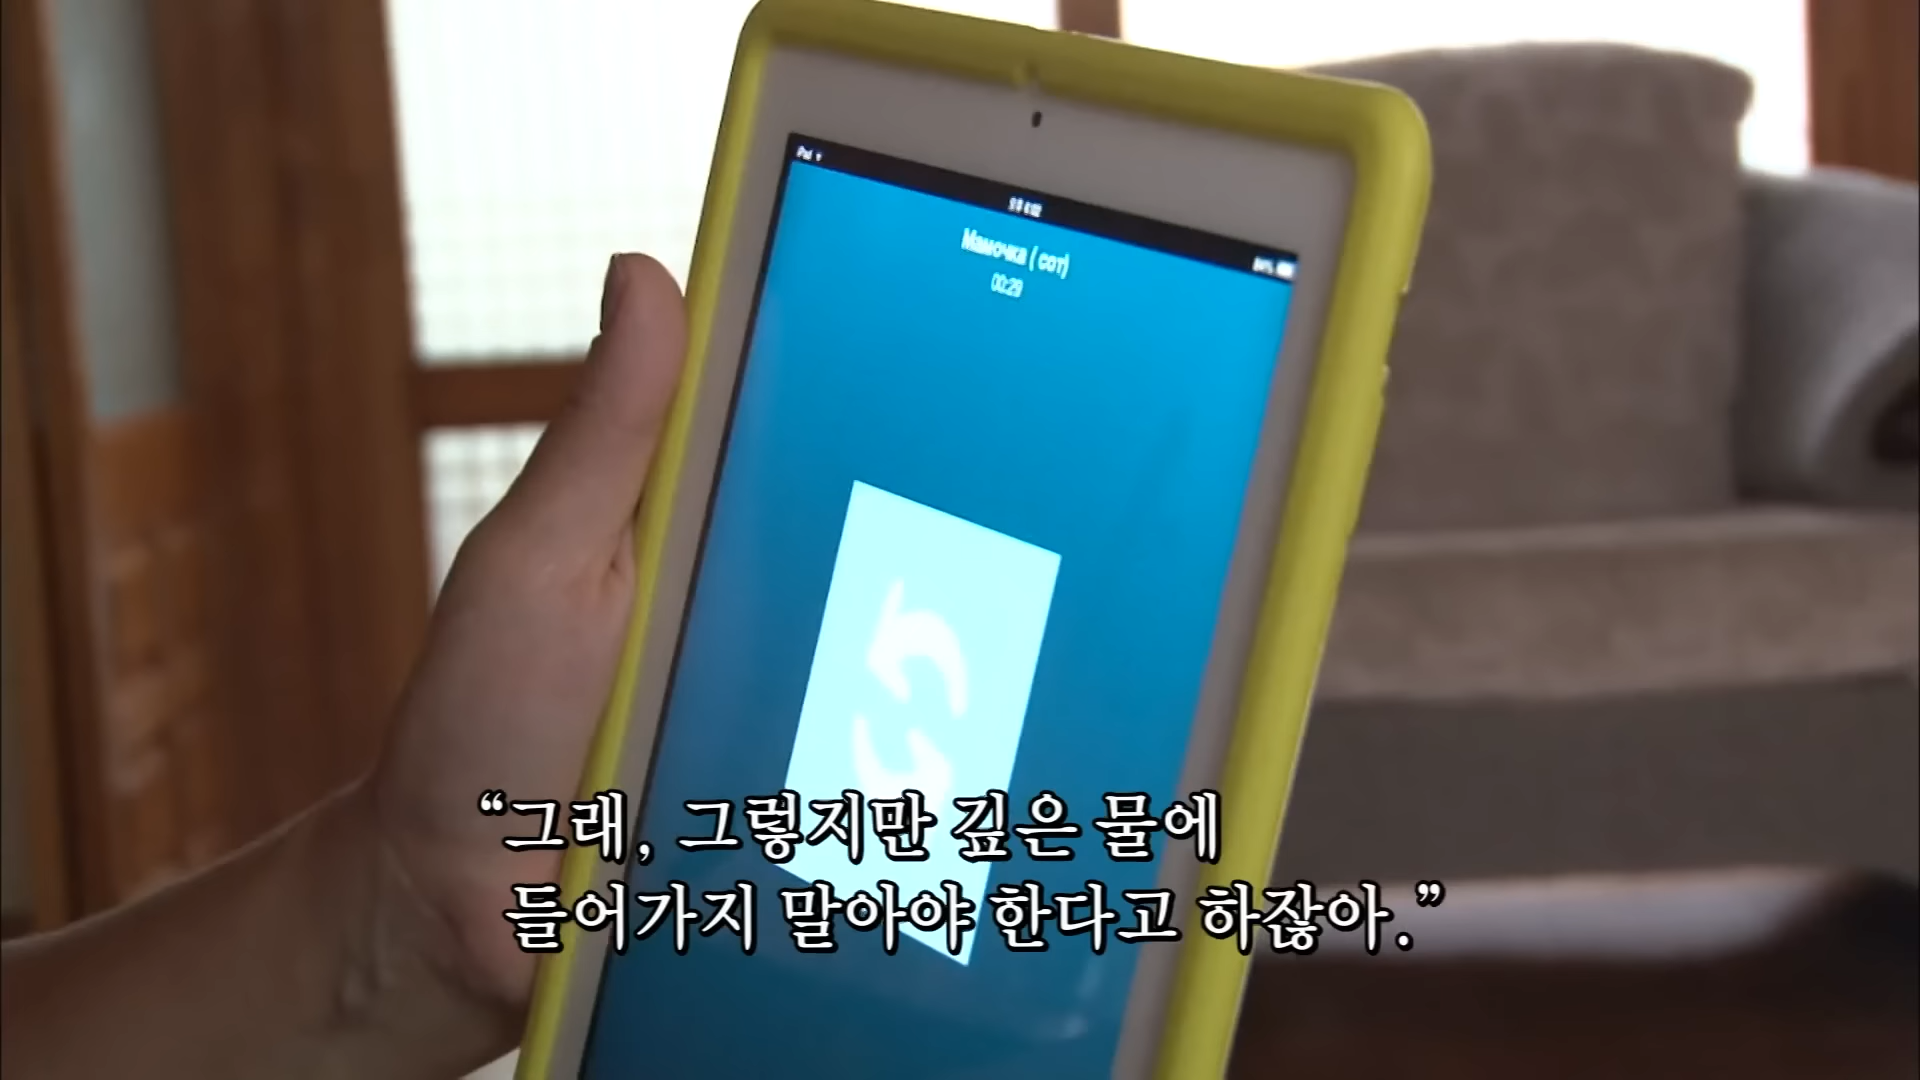 iPad
Мамочка ( сот)
00:29
“그래, 그렇지만 깊은 물에
들어가지 말아야 한다고 하잖아.”